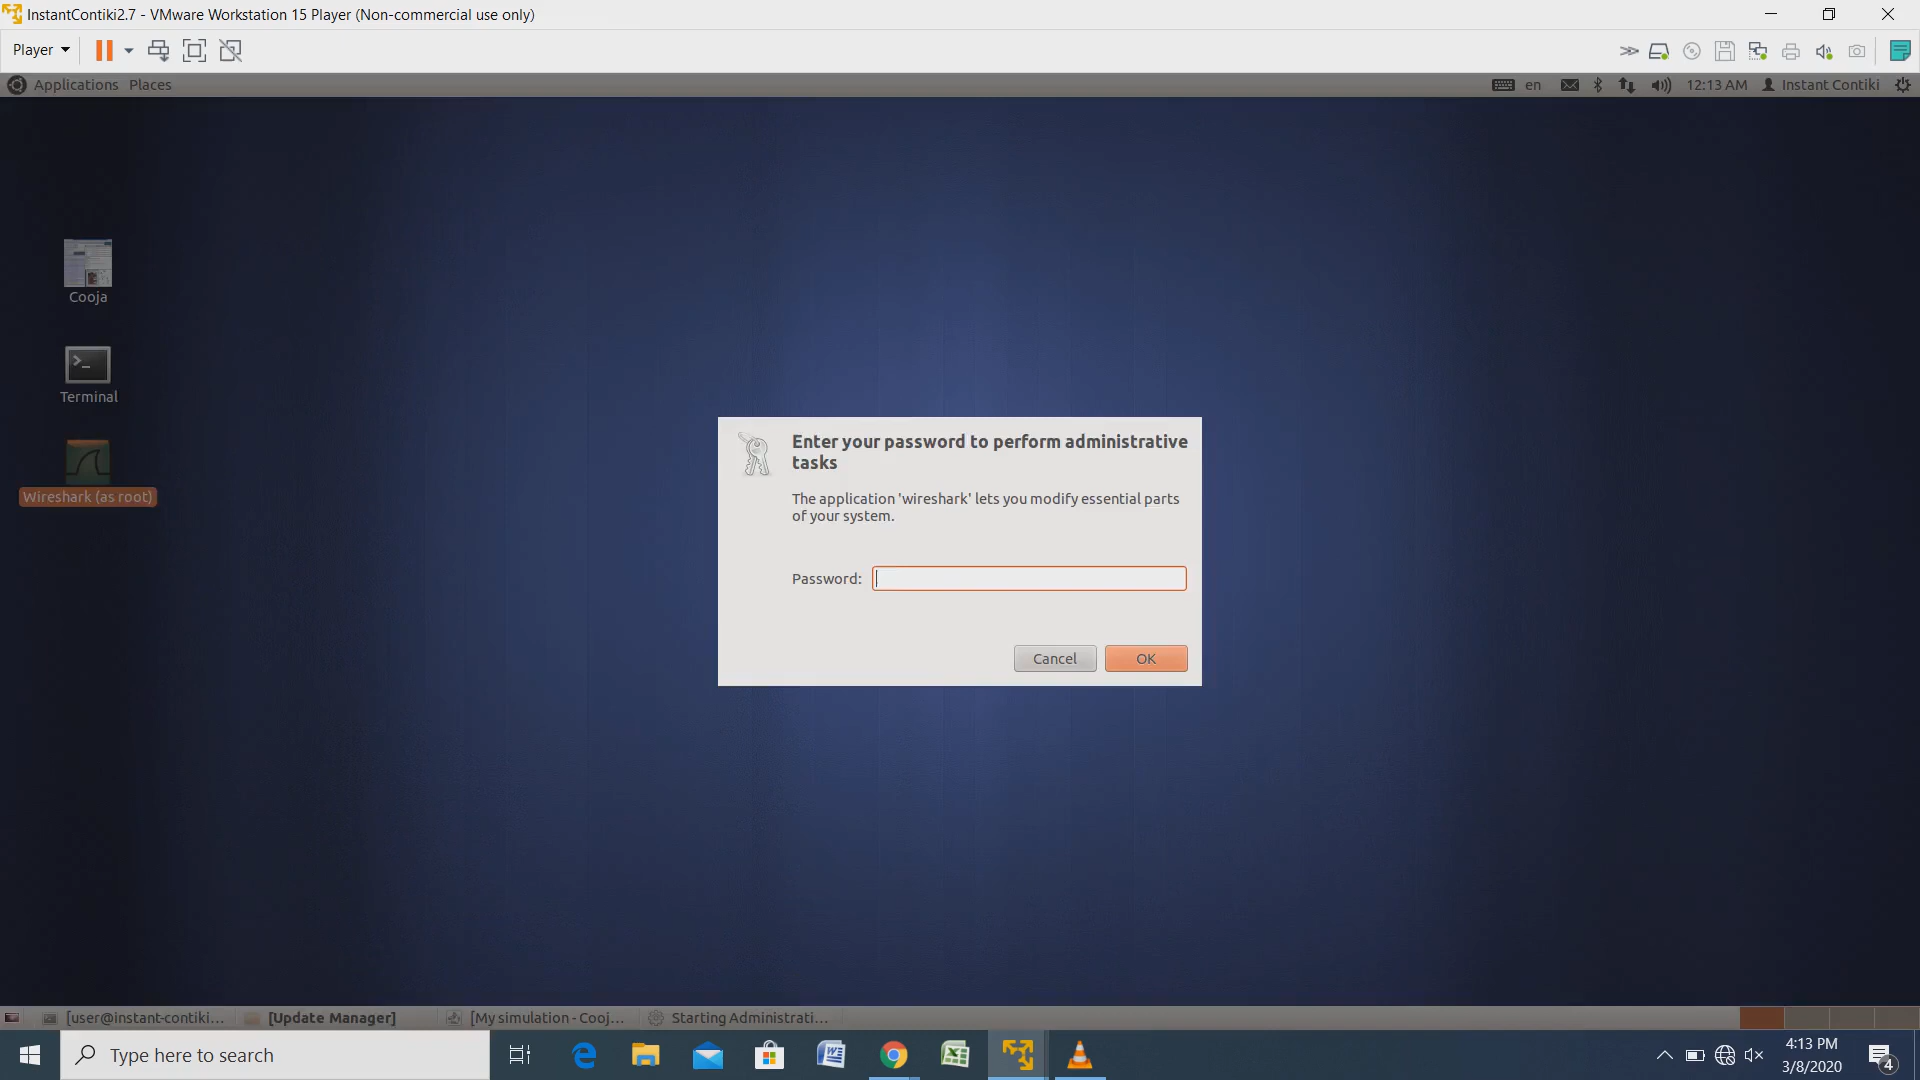 InstantContiki2.7 - VMware Workstation 15 Player (Non-commercial use only)
Player
Applications Places
en 12:13 AM Instant Contiki
Cooja
Terminal
Wireshark (as root)
Enter your password to perform administrative
tasks
The application 'wireshark' lets you modify essential parts
of your system.
Password:
Cancel OK
[user@instant-contiki... [Update Manager] [My simulation - Cooj... Starting Administrati...
Type here to search
4:13 PM
3/8/2020
4